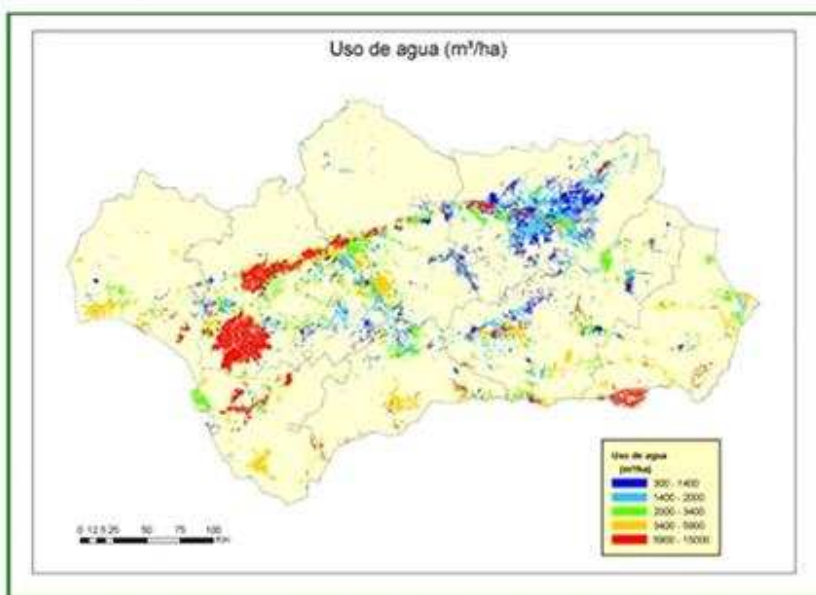 Uso de agua (m³/ha)
Uso de agua
(m³/ha)
300 - 1400
1400 - 2000
2000 - 3400
3400 - 5900
5900 - 15000
0 12.5 25 50 75 100
Km